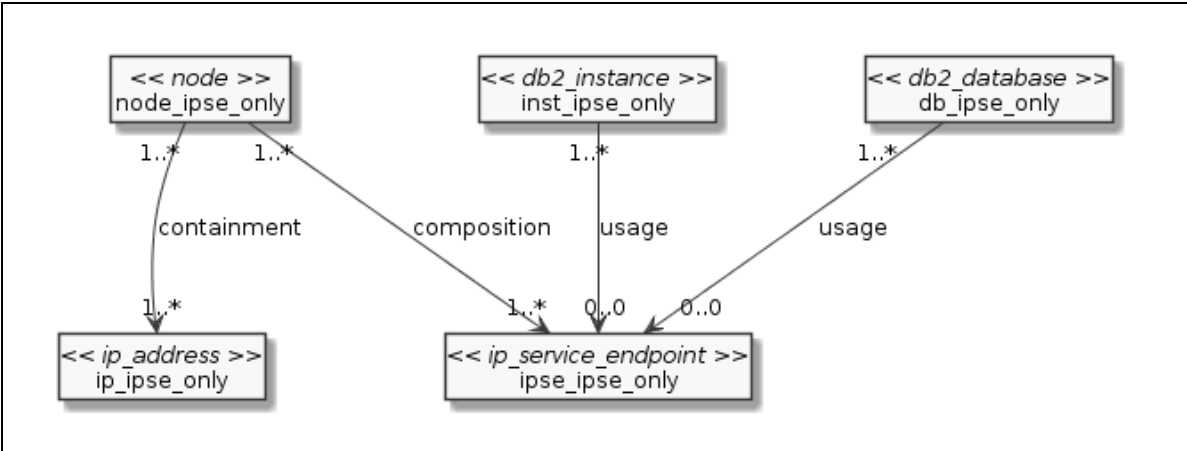 << node >>
node_ipse_only
<< db2_instance >>
inst_ipse_only
<< db2_database >>
db_ipse_only
1..*
1..*
1..*
1..*
containment
composition
usage
usage
1..*
1..*
0..0
0..0
<< ip_address >>
ip_ipse_only
<< ip_service_endpoint >>
ipse_ipse_only